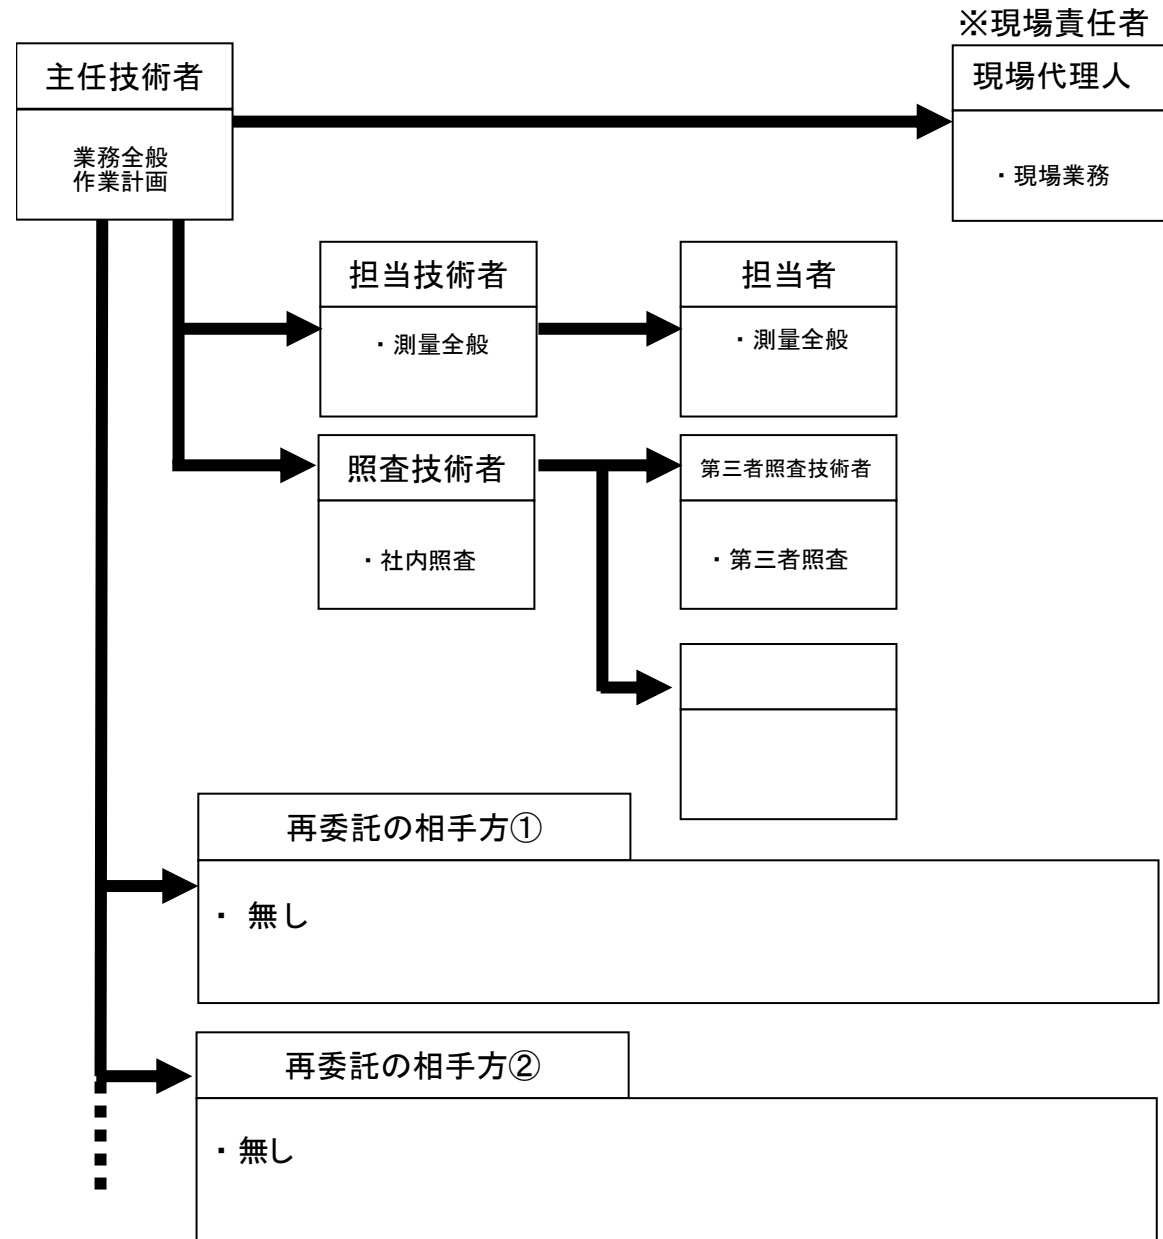 ※現場責任者
主任技術者
現場代理人
業務全般
作業計画
・現場業務
担当技術者
担当者
・測量全般
・測量全般
照査技術者
第三者照査技術者
・社内照査
・第三者照査
再委託の相手方①
・ 無し
再委託の相手方②
・無し